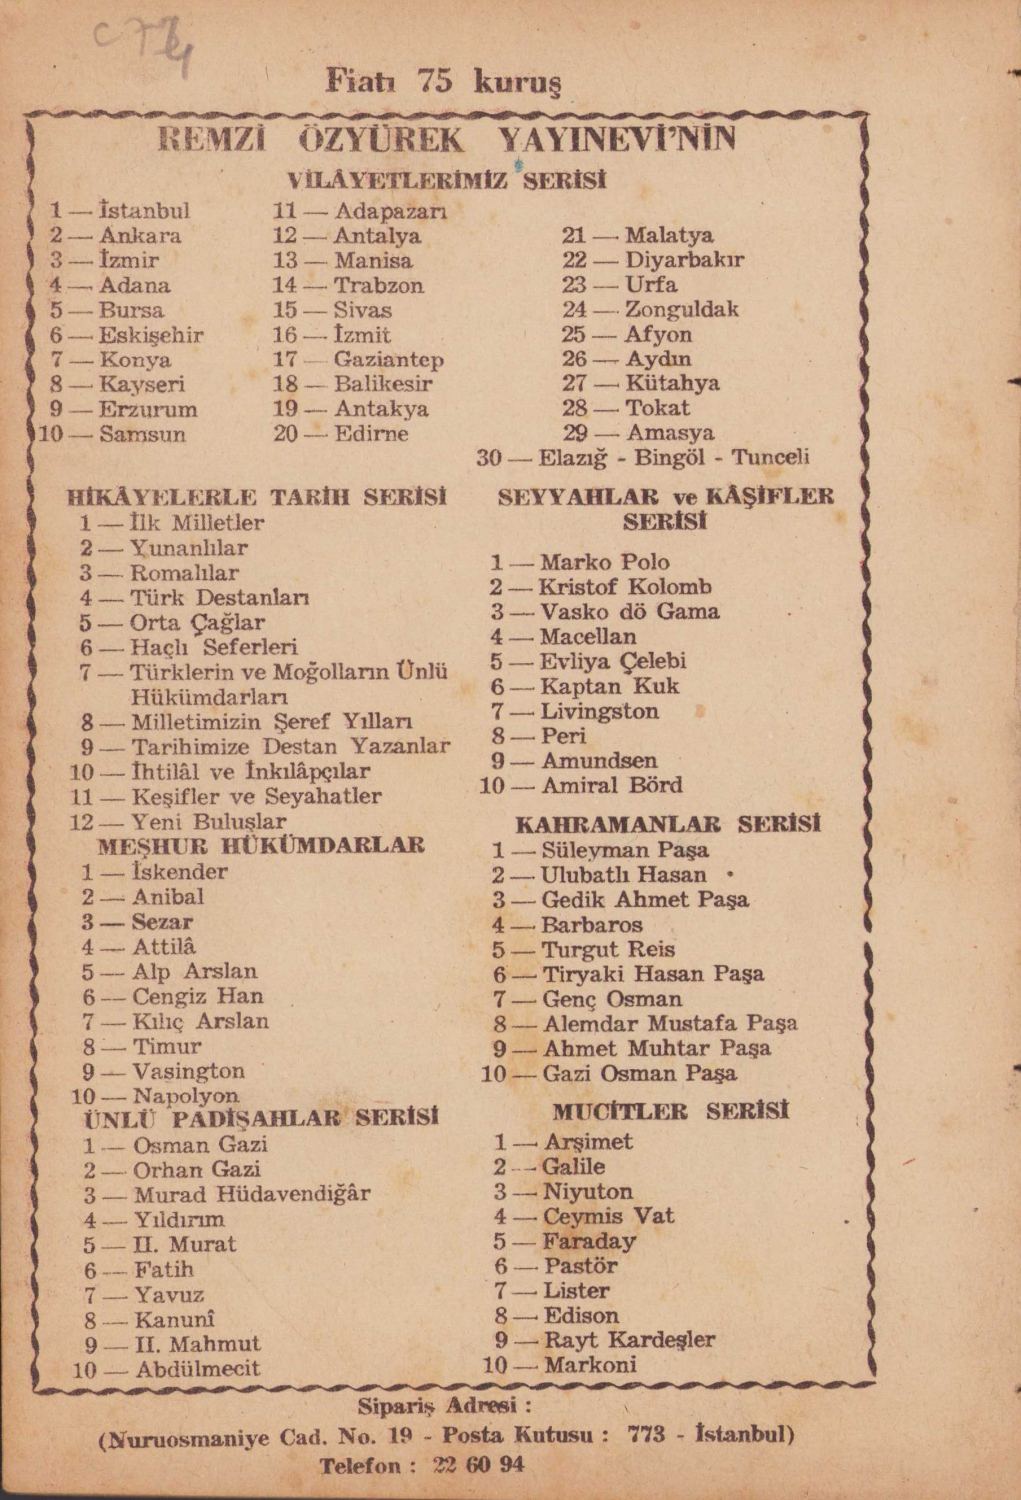 Fiatı 75 kuruş
REMZİ ÖZYÜREK YAYINEVİ'NİN
VİLÂYETLERİMİZ SERİSİ
1 — İstanbul
2 — Ankara
3 — İzmir
4 — Adana
5 — Bursa
6 — Eskişehir
7 — Konya
8 — Kayseri
9 — Erzurum
10 — Samsun
11 — Adapazarı
12 — Antalya
13 — Manisa
14 — Trabzon
15 — Sivas
16 — İzmit
17 — Gaziantep
18 — Balikesir
19 — Antakya
20 — Edirne
21 — Malatya
22 — Diyarbakır
23 — Urfa
24 — Zonguldak
25 — Afyon
26 — Aydın
27 — Kütahya
28 — Tokat
29 — Amasya
30 — Elazığ - Bingöl - Tunceli
HİKÂYELERLE TARİH SERİSİ
1 — İlk Milletler
2 — Yunanlılar
3 — Romalılar
4 — Türk Destanları
5 — Orta Çağlar
6 — Haçlı Seferleri
7 — Türklerin ve Moğolların Ünlü
Hükümdarları
8 — Milletimizin Şeref Yılları
9 — Tarihimize Destan Yazanlar
10 — İhtilâl ve İnkılâpçılar
11 — Keşifler ve Seyahatler
12 — Yeni Buluşlar
MEŞHUR HÜKÜMDARLAR
1 — İskender
2 — Anibal
3 — Sezar
4 — Attilâ
5 — Alp Arslan
6 — Cengiz Han
7 — Kılıç Arslan
8 — Timur
9 — Vaşington
10 — Napolyon
ÜNLÜ PADİŞAHLAR SERİSİ
1 — Osman Gazi
2 — Orhan Gazi
3 — Murad Hüdavendiğâr
4 — Yıldırım
5 — II. Murat
6 — Fatih
7 — Yavuz
8 — Kanunî
9 — II. Mahmut
10 — Abdülmecit
SEYYAHLAR ve KÂŞİFLER
SERİSİ
1 — Marko Polo
2 — Kristof Kolomb
3 — Vasko dö Gama
4 — Macellan
5 — Evliya Çelebi
6 — Kaptan Kuk
7 — Livingston
8 — Peri
9 — Amundsen
10 — Amiral Börd
KAHRAMANLAR SERİSİ
1 — Süleyman Paşa
2 — Ulubatlı Hasan
3 — Gedik Ahmet Paşa
4 — Barbaros
5 — Turgut Reis
6 — Tiryaki Hasan Paşa
7 — Genç Osman
8 — Alemdar Mustafa Paşa
9 — Ahmet Muhtar Paşa
10 — Gazi Osman Paşa
MUCİTLER SERİSİ
1 — Arşimet
2 — Galile
3 — Niyuton
4 — Ceymis Vat
5 — Faraday
6 — Pastör
7 — Lister
8 — Edison
9 — Rayt Kardeşler
10 — Markoni
Sipariş Adresi :
(Nuruosmaniye Cad. No. 19 - Posta Kutusu : 773 - İstanbul)
Telefon : 22 60 94